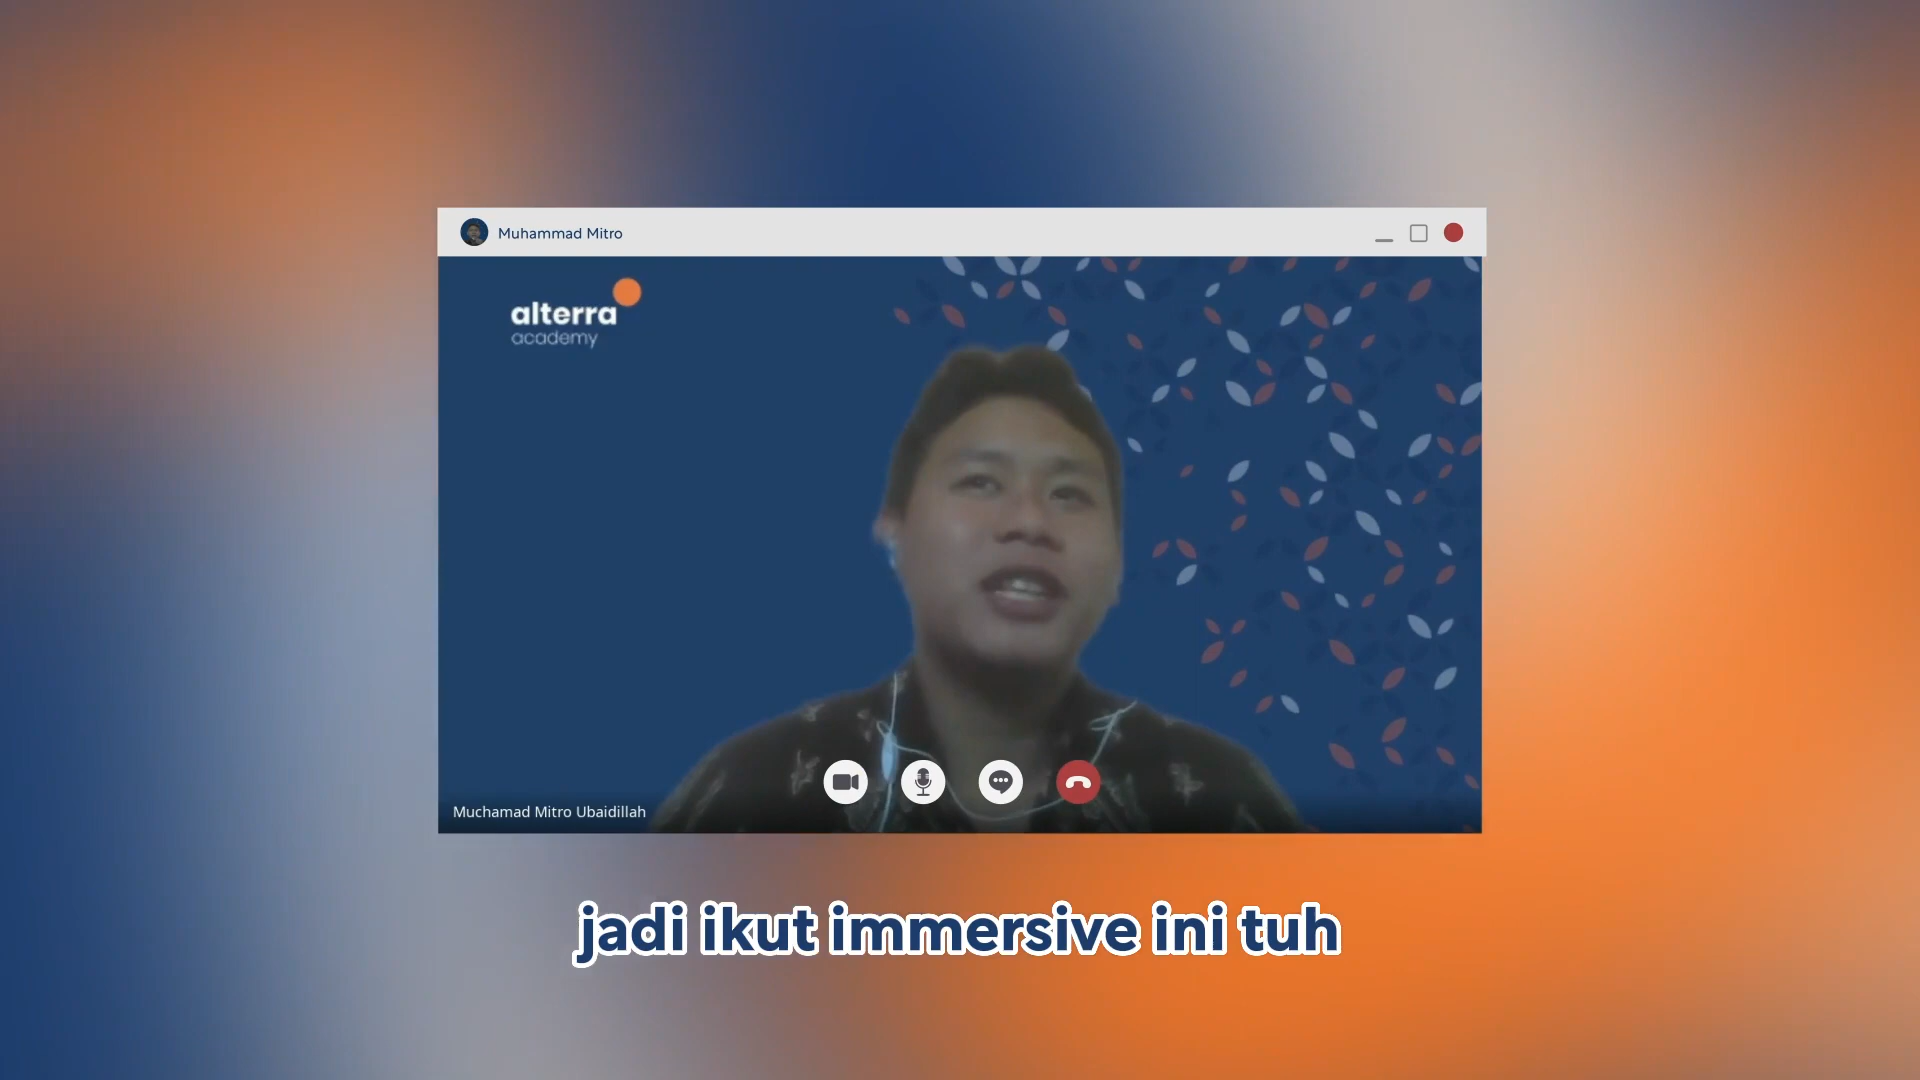 Muhammad Mitro
alterra
academy
Muchamad Mitro Ubaidillah
jadi ikut immersive ini tuh